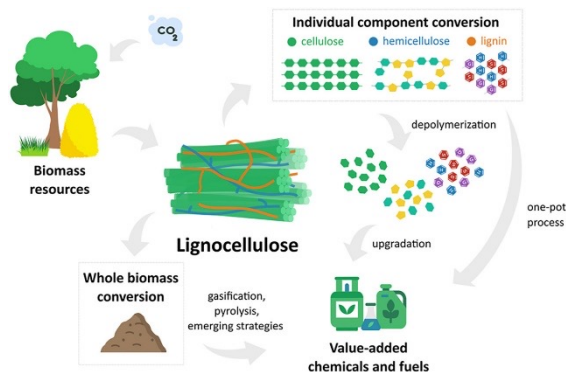 Individual component conversion
cellulose
hemicellulose
lignin
CO2
depolymerization
Biomass
resources
one-pot
process
Lignocellulose
upgradation
Whole biomass
conversion
gasification,
pyrolysis,
emerging strategies
Value-added
chemicals and fuels